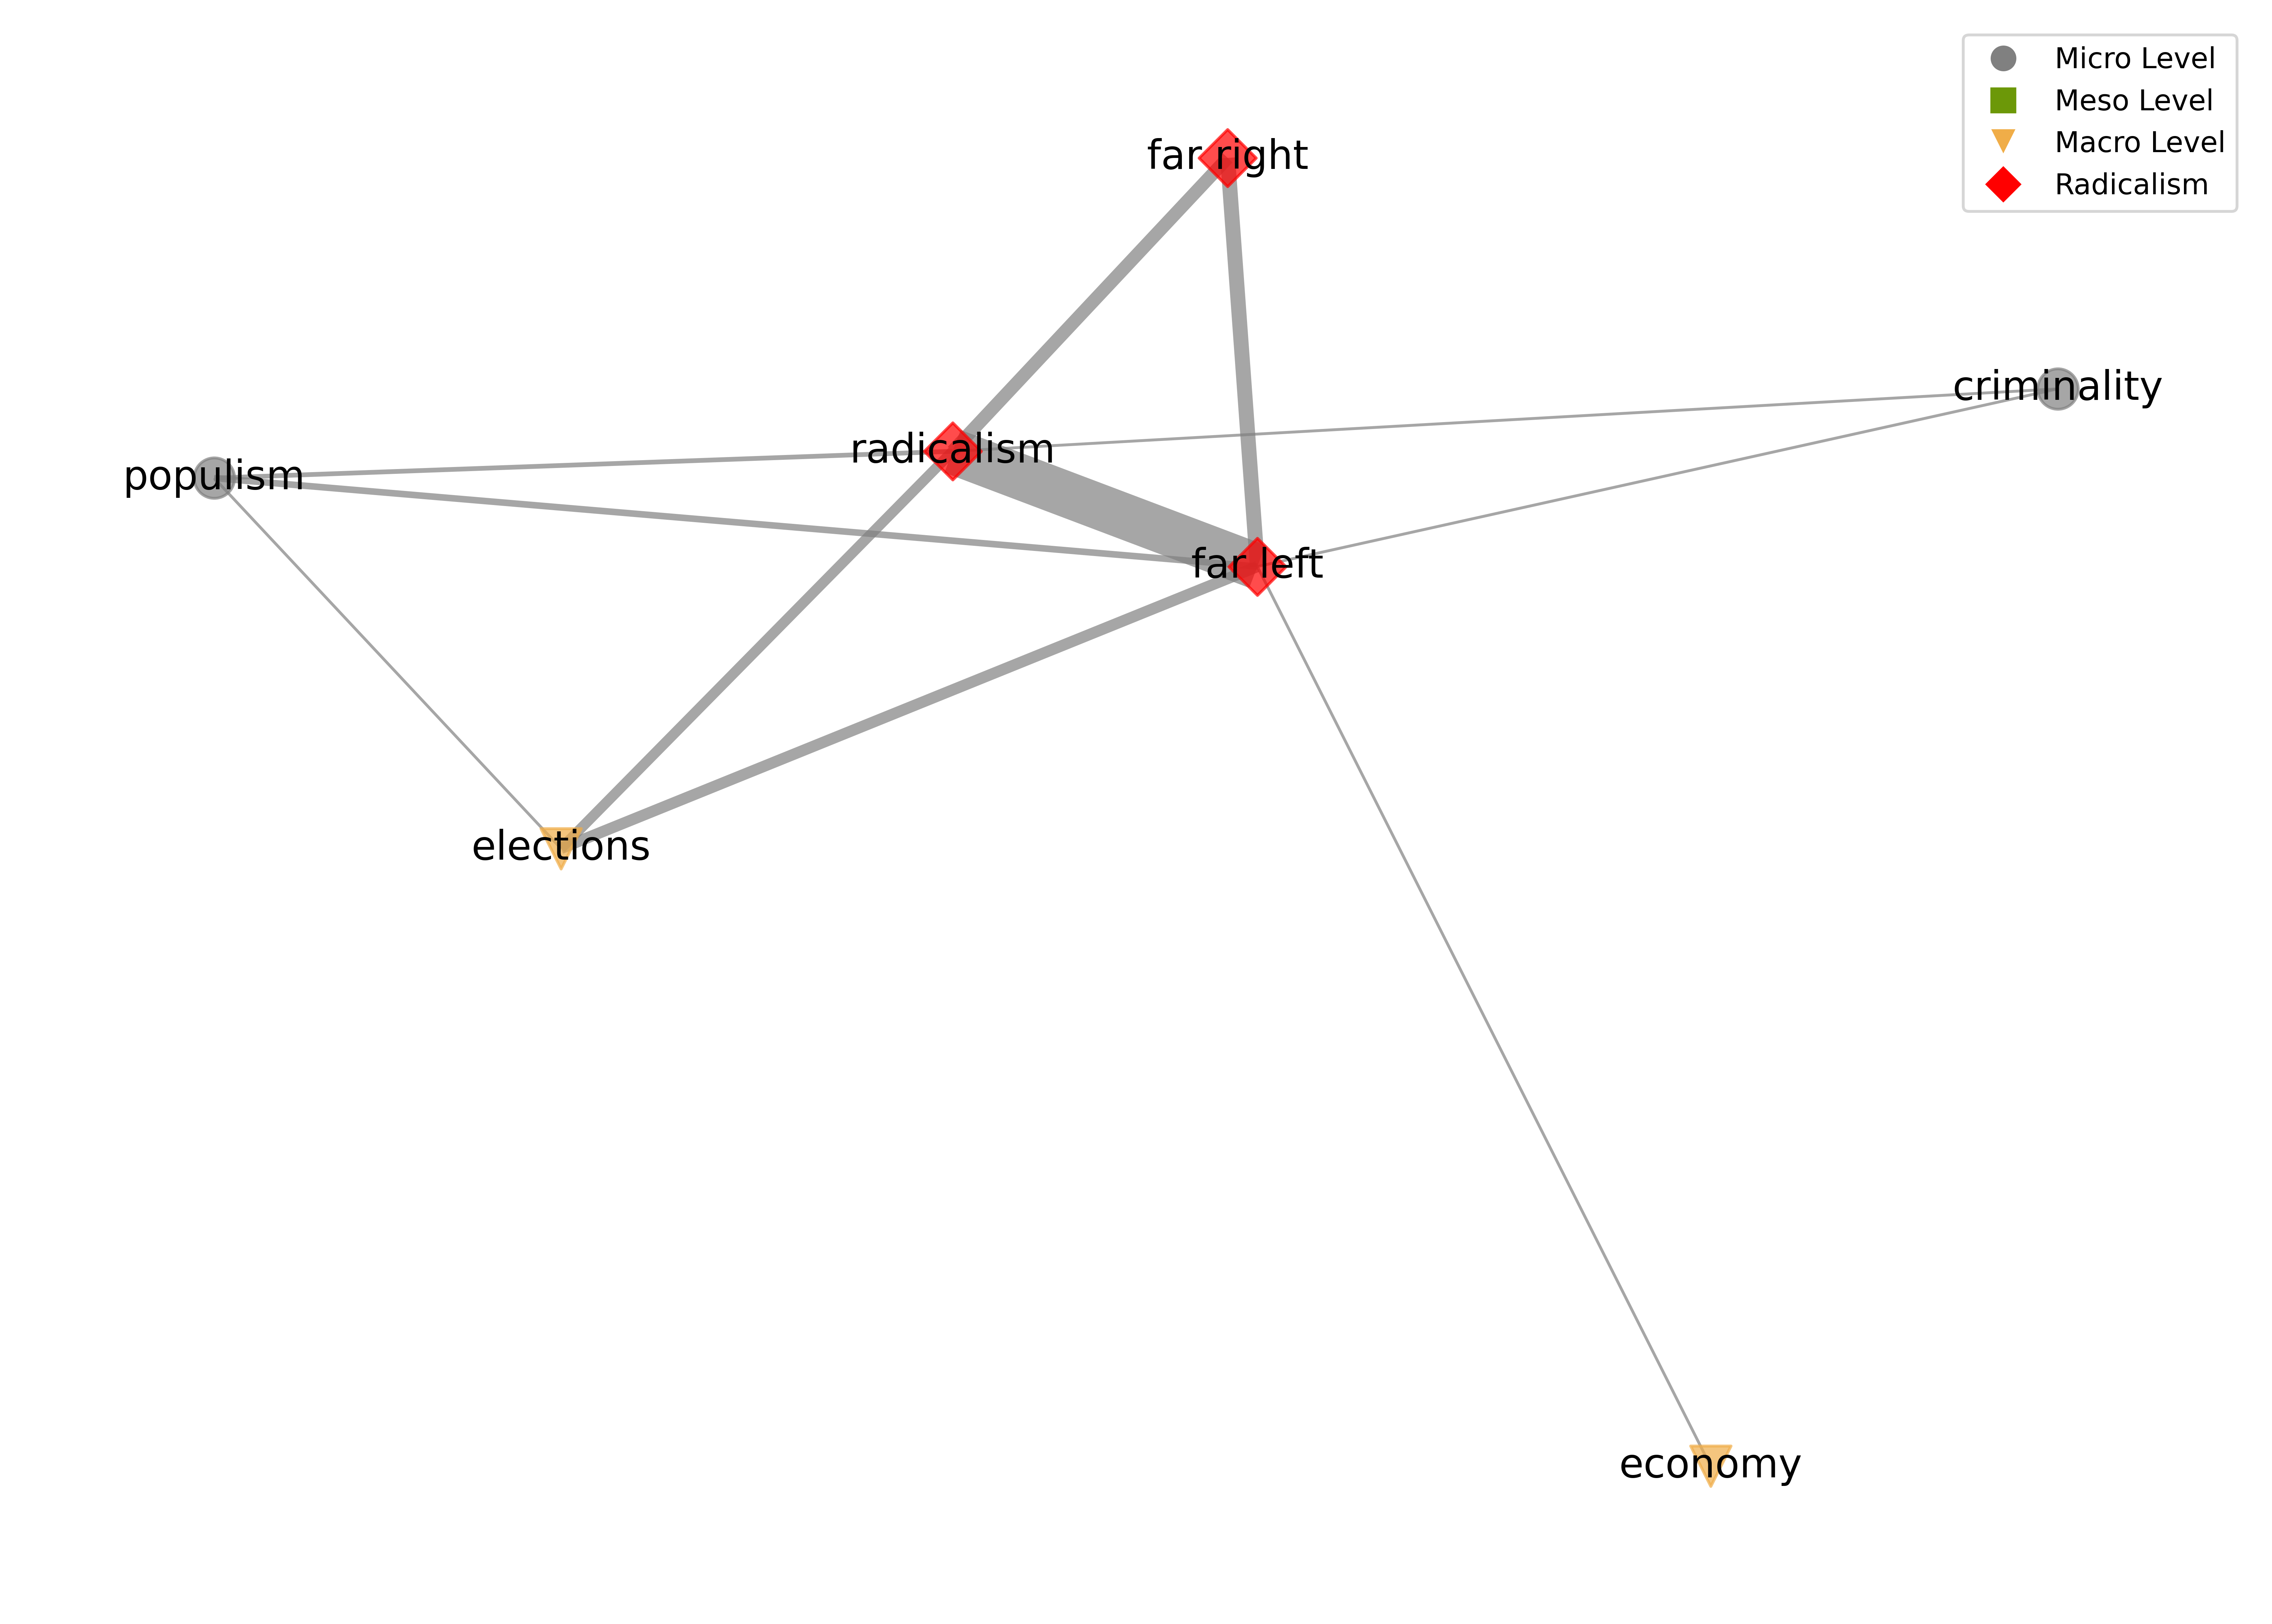 Micro Level
Meso Level
Macro Level
Radicalism
far right
criminality
radicalism
populism
far left
elections
economy